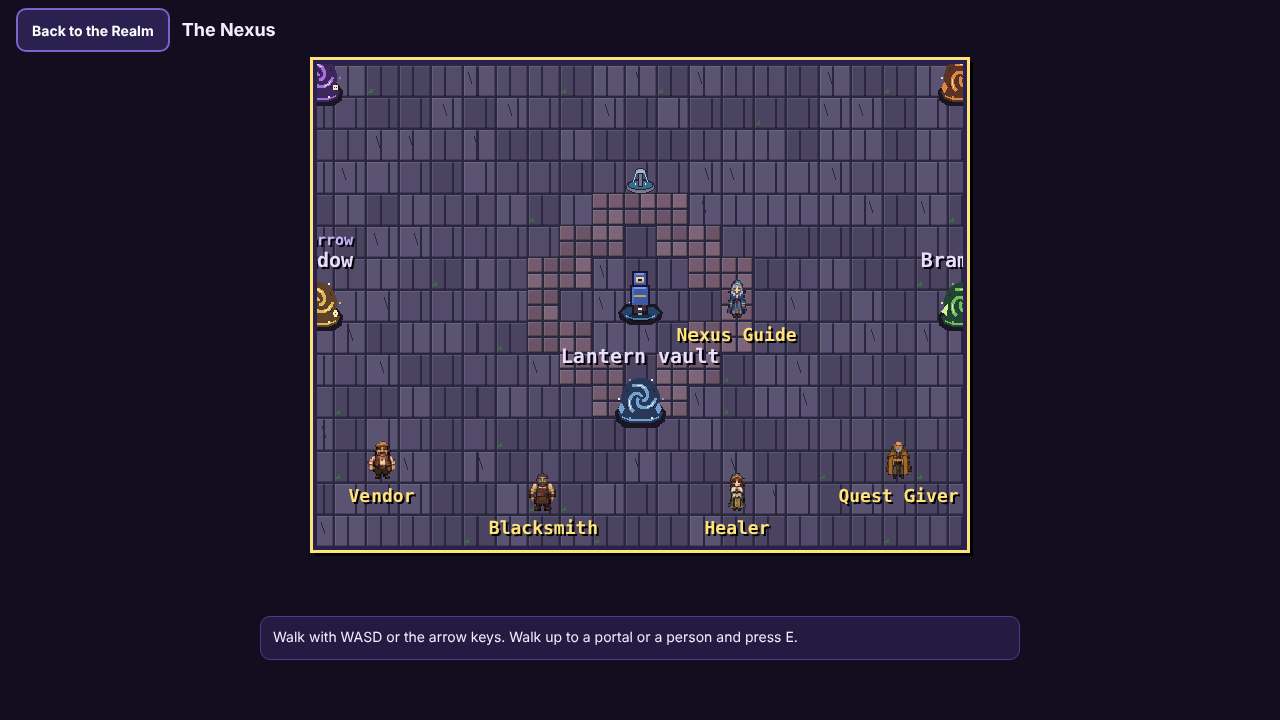 Back to the Realm
The Nexus
rrow
dow
Bram
Nexus Guide
Lantern vault
Vendor
Quest Giver
Blacksmith
Healer
Walk with WASD or the arrow keys. Walk up to a portal or a person and press E.